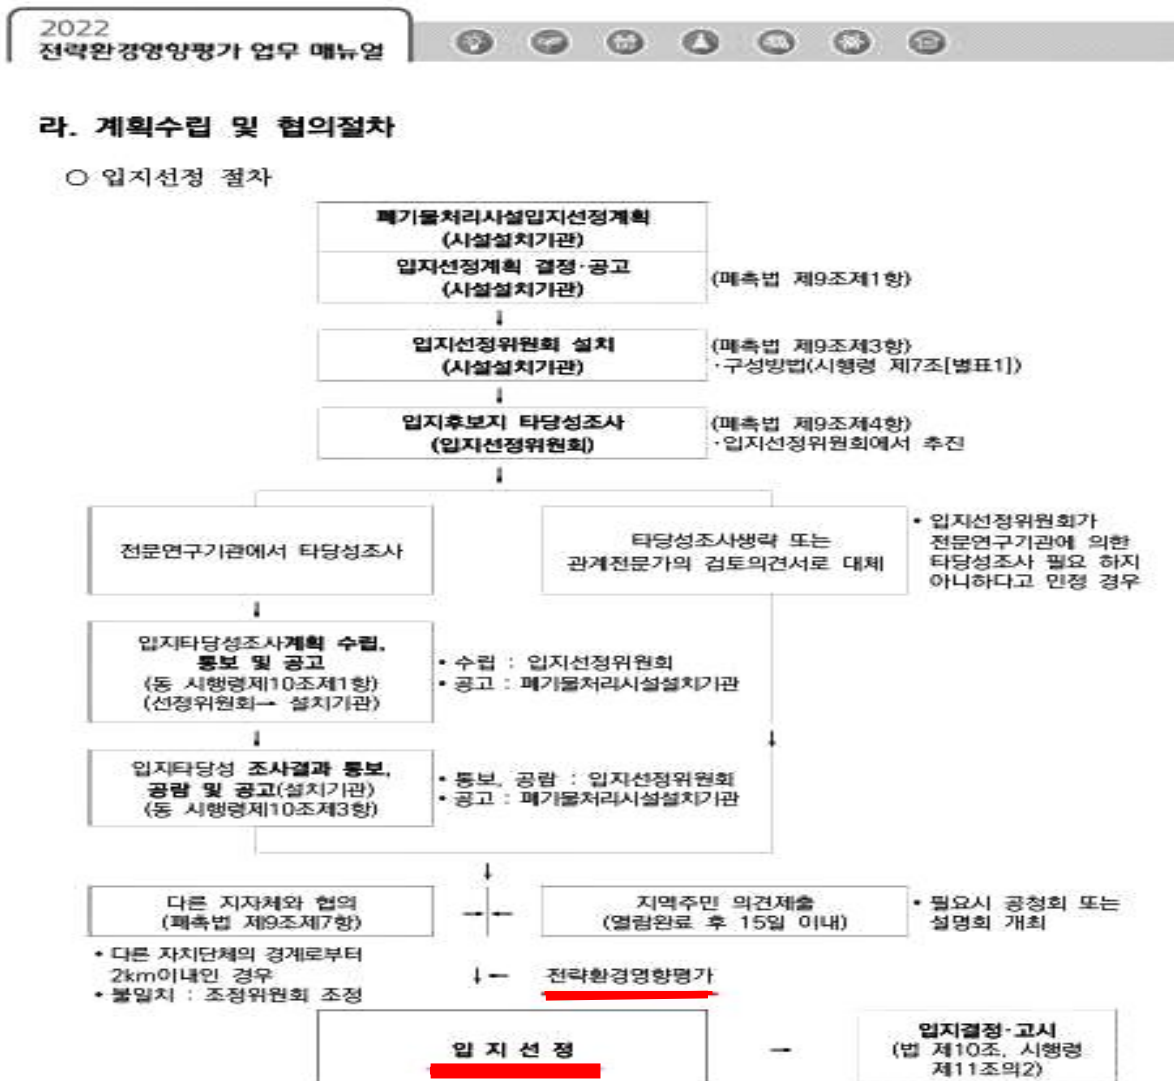 2022
전략환경영향평가 업무 매뉴얼
라. 계획수립 및 협의절차
○ 입지선정 절차
폐기물처리시설입지선정계획
(시설설치기관)
입지선정계획 결정·공고
(시설설치기관)
(폐촉법 제9조제1항)
↓
입지선정위원회 설치
(시설설치기관)
(폐촉법 제9조제3항)
·구성방법(시행령 제7조[별표1])
↓
입지후보지 타당성조사
(입지선정위원회)
(폐촉법 제9조제4항)
·입지선정위원회에서 추진
↓
전문연구기관에서 타당성조사
타당성조사생략 또는
관계전문가의 검토의견서로 대체
• 입지선정위원회가
전문연구기관에 의한
타당성조사 필요 하지
아니하다고 인정 경우
↓
입지타당성조사계획 수립,
통보 및 공고
(동 시행령제10조제1항)
(선정위원회→ 설치기관)
• 수립 : 입지선정위원회
• 공고 : 폐기물처리시설설치기관
↓
↓
입지타당성 조사결과 통보,
공람 및 공고(설치기관)
(동 시행령제10조제3항)
• 통보, 공람 : 입지선정위원회
• 공고 : 폐기물처리시설설치기관
↓
다른 지자체와 협의
(폐촉법 제9조제7항)
→←
지역주민 의견제출
(열람완료 후 15일 이내)
• 필요시 공청회 또는
설명회 개최
• 다른 자치단체의 경계로부터
2km이내인 경우
• 불일치 : 조정위원회 조정
↓ ← 전략환경영향평가
입 지 선 정
→
입지결정·고시
(법 제10조, 시행령
제11조의2)